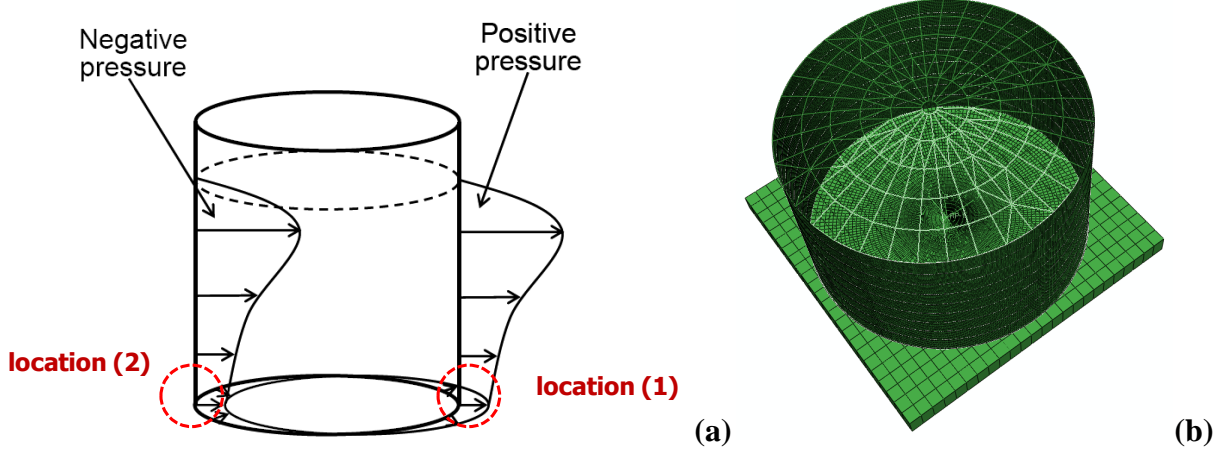 Negative
pressure
Positive
pressure
location (2)
location (1)
(a)
(b)